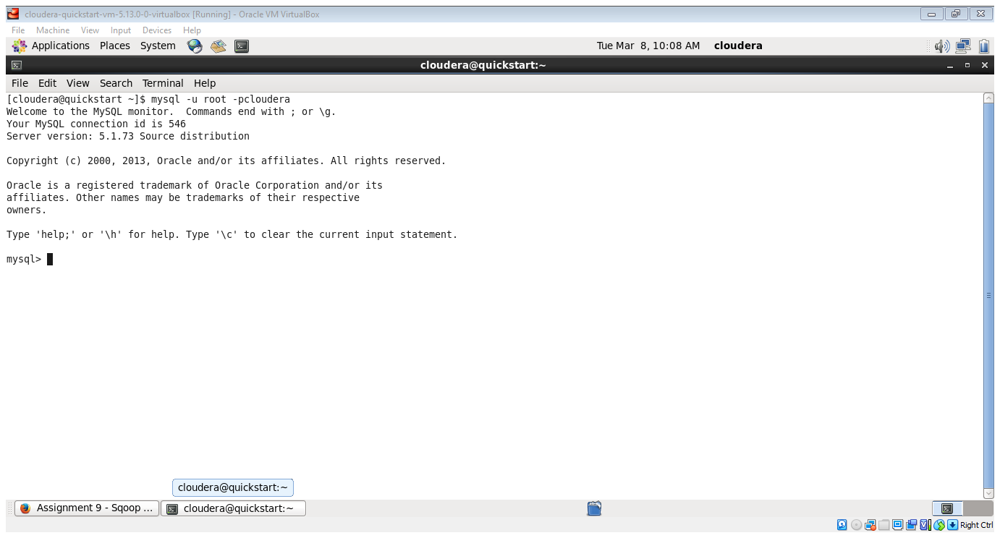 cloudera-quickstart-vm-5.13.0-0-virtualbox [Running] - Oracle VM VirtualBox
File Machine View Input Devices Help
Applications Places System Tue Mar 8, 10:08 AM cloudera
cloudera@quickstart:~
File Edit View Search Terminal Help
[cloudera@quickstart ~]$ mysql -u root -pcloudera
Welcome to the MySQL monitor.  Commands end with ; or \g.
Your MySQL connection id is 546
Server version: 5.1.73 Source distribution
Copyright (c) 2000, 2013, Oracle and/or its affiliates. All rights reserved.
Oracle is a registered trademark of Oracle Corporation and/or its
affiliates. Other names may be trademarks of their respective
owners.
Type 'help;' or '\h' for help. Type '\c' to clear the current input statement.
mysql>
cloudera@quickstart:~
Assignment 9 - Sqoop ... cloudera@quickstart:~
Right Ctrl